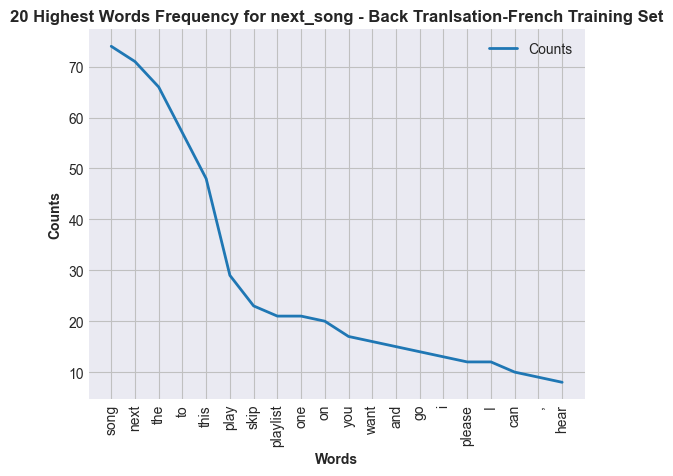 20 Highest Words Frequency for next_song - Back Tranlsation-French Training Set
Counts
70
60
50
40
30
20
10
Counts
song
next
the
to
this
play
skip
playlist
one
on
you
want
and
go
i
please
I
can
,
hear
Words